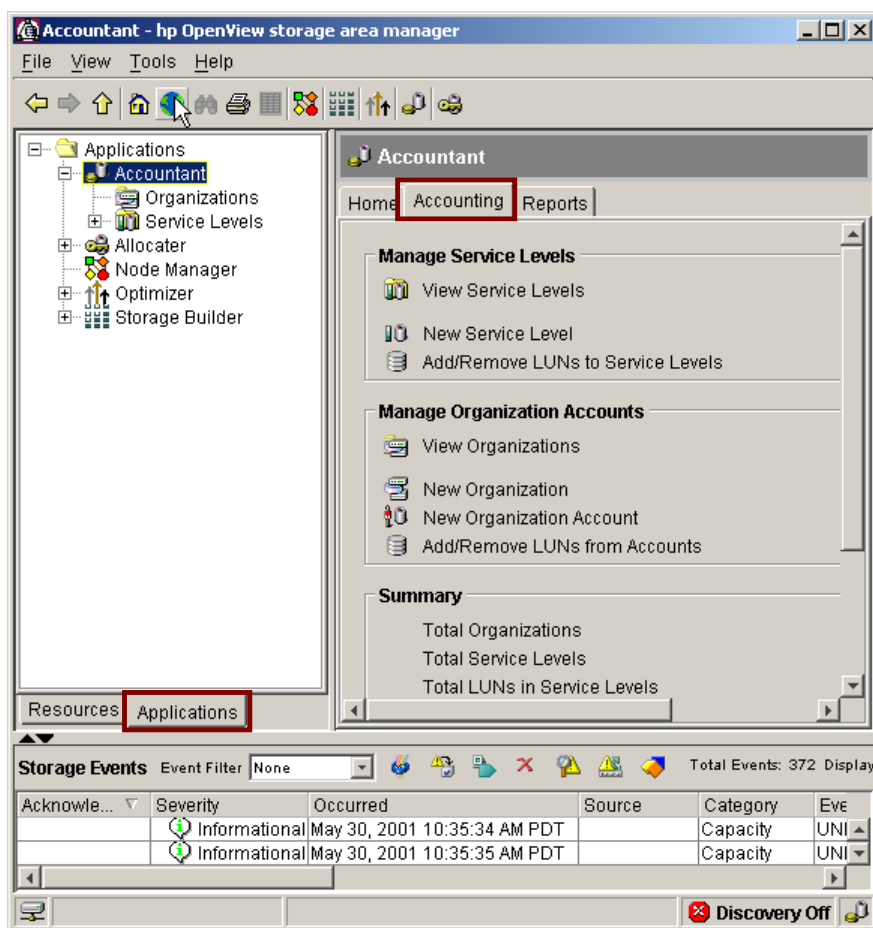 Accountant - hp OpenView storage area manager
File View Tools Help
Applications
Accountant
Organizations
Service Levels
Allocater
Node Manager
Optimizer
Storage Builder
Resources Applications
Accountant
Home Accounting Reports
Manage Service Levels
View Service Levels
New Service Level
Add/Remove LUNs to Service Levels
Manage Organization Accounts
View Organizations
New Organization
New Organization Account
Add/Remove LUNs from Accounts
Summary
Total Organizations
Total Service Levels
Total LUNs in Service Levels
Storage Events Event Filter None Total Events: 372 Display
Acknowle... Severity Occurred Source Category Eve
Informational May 30, 2001 10:35:34 AM PDT Capacity UNI
Informational May 30, 2001 10:35:35 AM PDT Capacity UNI
Discovery Off